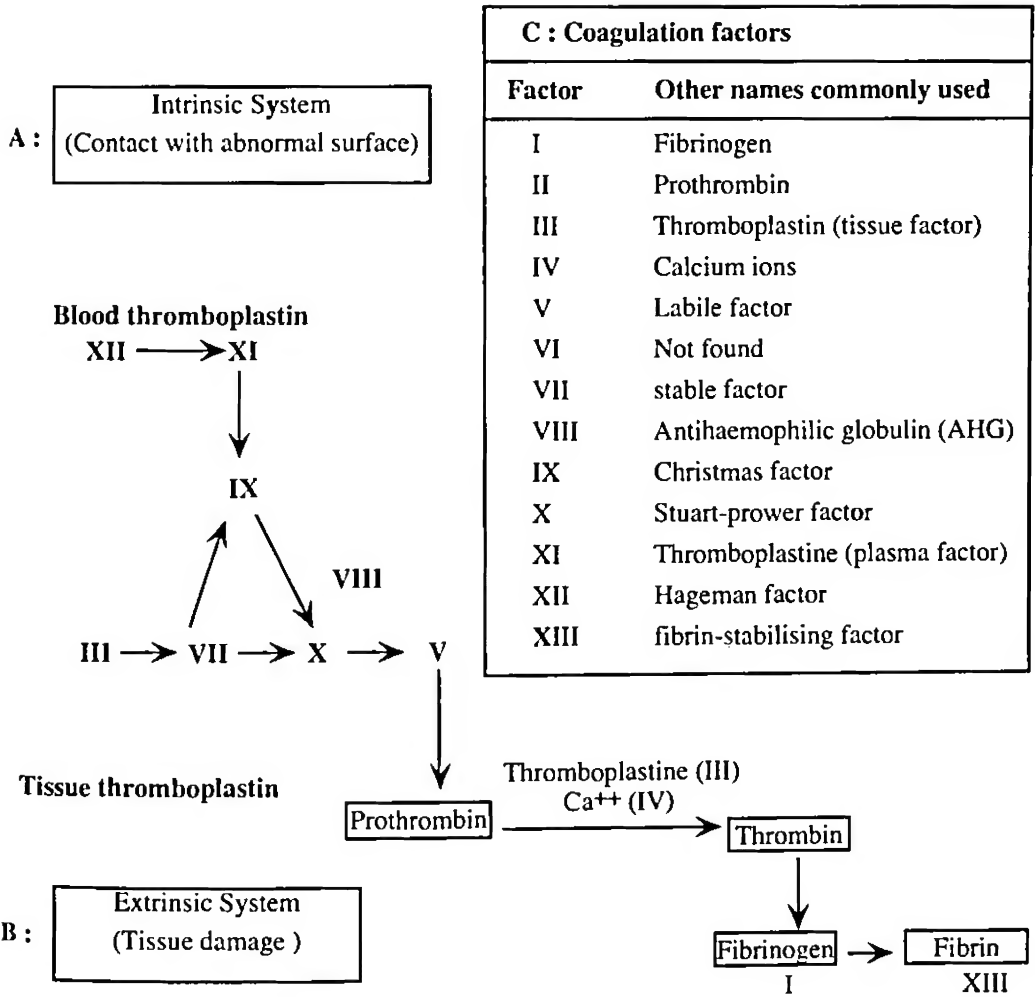 C : Coagulation factors
Factor Other names commonly used
I Fibrinogen
II Prothrombin
III Thromboplastin (tissue factor)
IV Calcium ions
V Labile factor
VI Not found
VII stable factor
VIII Antihaemophilic globulin (AHG)
IX Christmas factor
X Stuart-prower factor
XI Thromboplastine (plasma factor)
XII Hageman factor
XIII fibrin-stabilising factor
A :
Intrinsic System
(Contact with abnormal surface)
Blood thromboplastin
XII XI
IX
VIII
III VII X V
Tissue thromboplastin
Thromboplastine (III)
Ca++ (IV)
Prothrombin
Thrombin
B :
Extrinsic System
(Tissue damage )
Fibrinogen Fibrin
I XIII